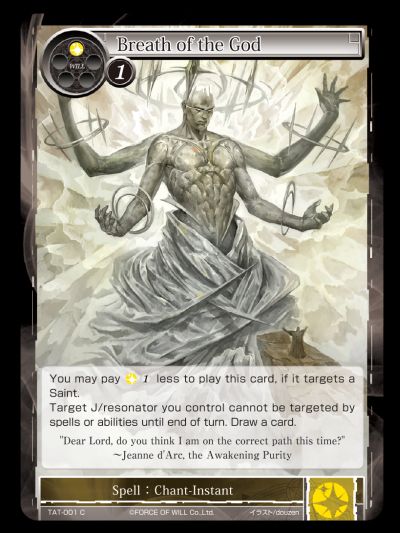 Breath of the God
WILL
1
You may pay 1 less to play this card, if it targets a
Saint.
Target J/resonator you control cannot be targeted by
spells or abilities until end of turn. Draw a card.
"Dear Lord, do you think I am on the correct path this time?"
~Jeanne d'Arc, the Awakening Purity
Spell : Chant-Instant
TAT-001 C ©FORCE OF WILL Co.,Ltd. イラスト/douzen